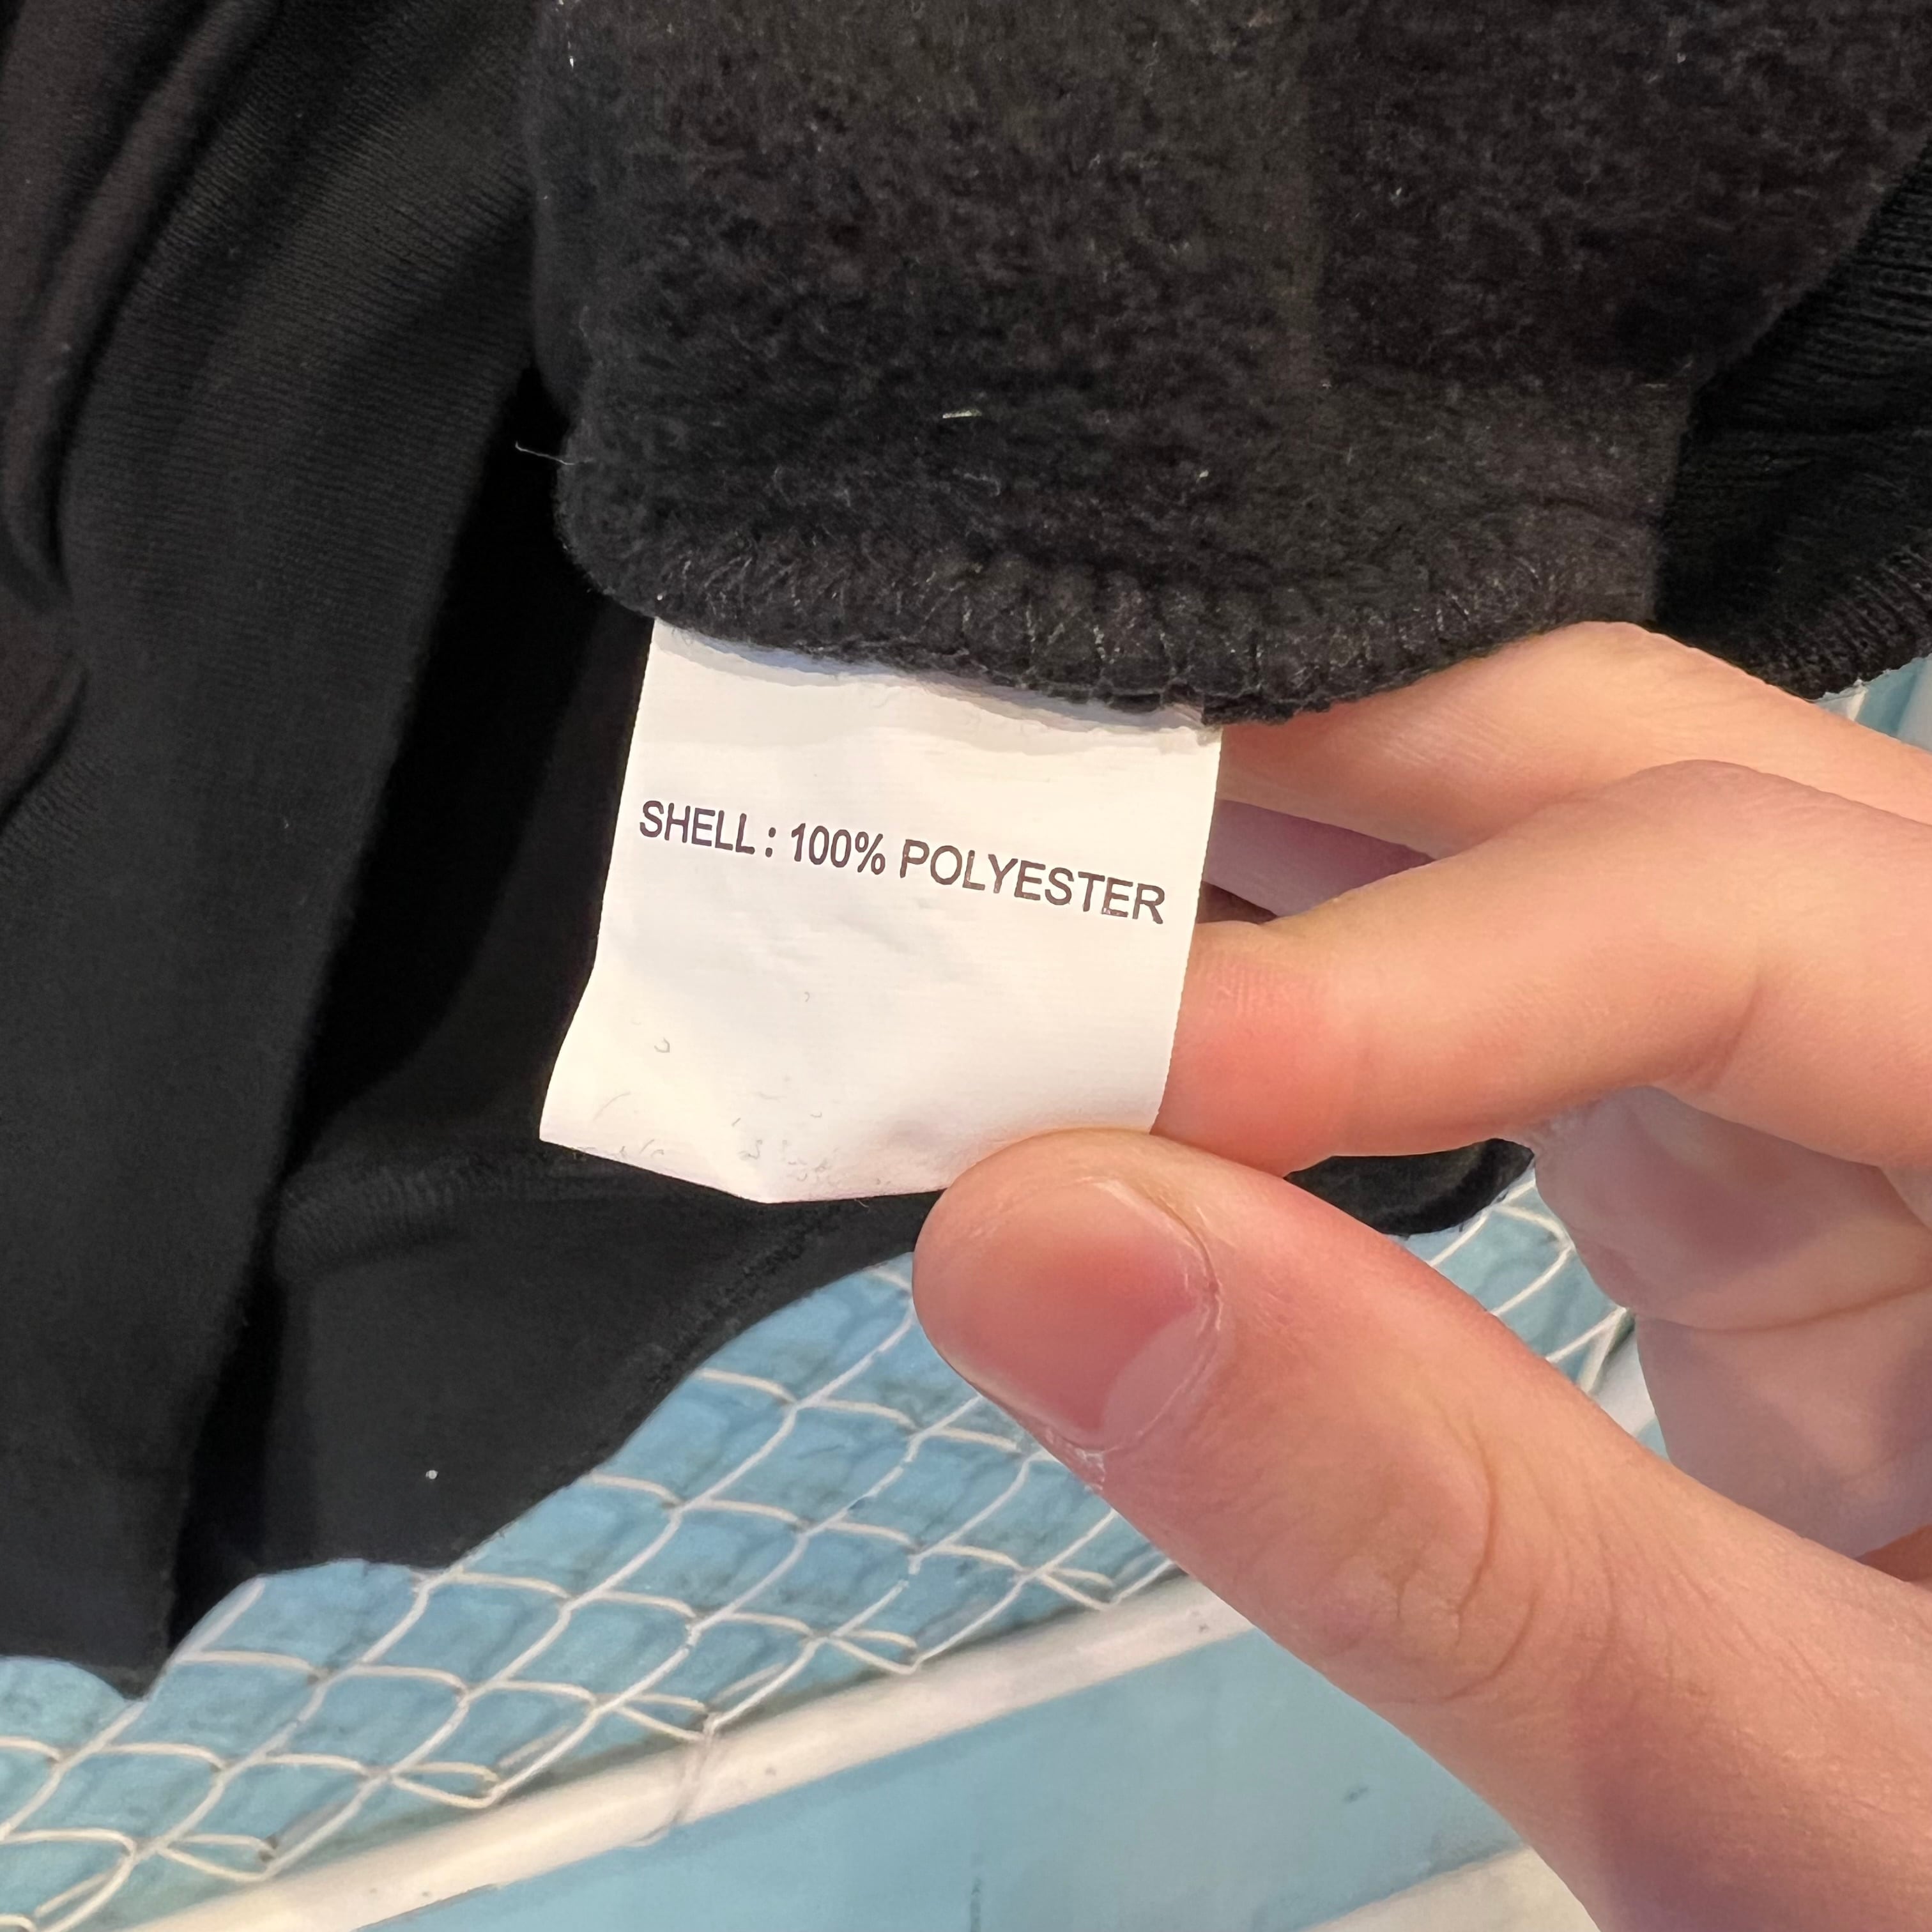 SHELL : 100% POLYESTER